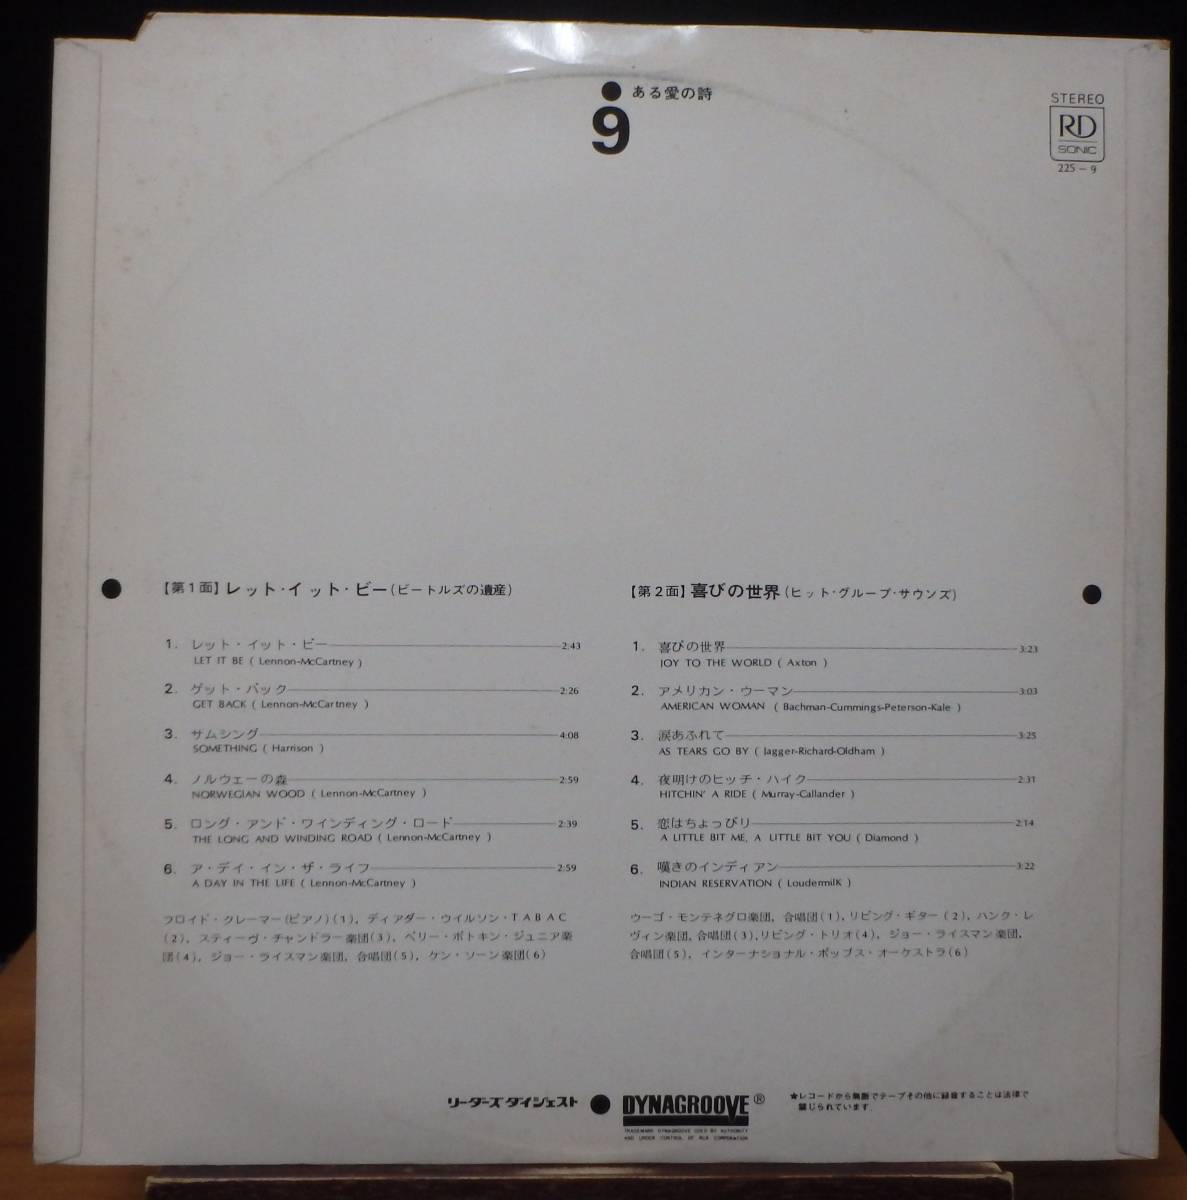 ● ある愛の詩
9
STEREO
RD
SONIC
225-9
【第1面】レット・イット・ビー(ビートルズの遺産)
1. レット・イット・ビー 2:43
LET IT BE ( Lennon-McCartney )
2. ゲット・バック 2:26
GET BACK ( Lennon-McCartney )
3. サムシング 4:08
SOMETHING ( Harrison )
4. ノルウェーの森 2:59
NORWEGIAN WOOD ( Lennon-McCartney )
5. ロング・アンド・ワインディング・ロード 2:39
THE LONG AND WINDING ROAD ( Lennon-McCartney )
6. ア・デイ・イン・ザ・ライフ 2:59
A DAY IN THE LIFE ( Lennon-McCartney )
フロイド・クレーマー(ピアノ)(1), ディアダー・ウイルソン・TABAC
(2), スティーヴ・チャンドラー楽団(3), ペリー・ボトキン・ジュニア楽
団(4), ジョー・ライスマン楽団, 合唱団(5), ケン・ソーン楽団(6)
【第2面】喜びの世界(ヒット・グループ・サウンズ)
1. 喜びの世界 3:23
JOY TO THE WORLD ( Axton )
2. アメリカン・ウーマン 3:03
AMERICAN WOMAN ( Bachman-Cummings-Peterson-Kale )
3. 涙あふれて 3:25
AS TEARS GO BY ( Jagger-Richard-Oldham )
4. 夜明けのヒッチ・ハイク 2:31
HITCHIN' A RIDE ( Murray-Callander )
5. 恋はちょっぴり 2:14
A LITTLE BIT ME, A LITTLE BIT YOU ( Diamond )
6. 嘆きのインディアン 3:22
INDIAN RESERVATION ( LoudermilK )
ウーゴ・モンテネグロ楽団, 合唱団(1), リビング・ギター(2), ハンク・レ
ヴィン楽団, 合唱団(3), リビング・トリオ(4), ジョー・ライスマン楽団,
合唱団(5), インターナショナル・ポップス・オーケストラ(6)
リーダーズ ダイジェスト ● DYNAGROOVE®
TRADEMARK DYNAGROOVE USED BY AUTHORITY
AND UNDER CONTROL OF RCA CORPORATION
★レコードから無断でテープその他に録音することは法律で
禁じられています.